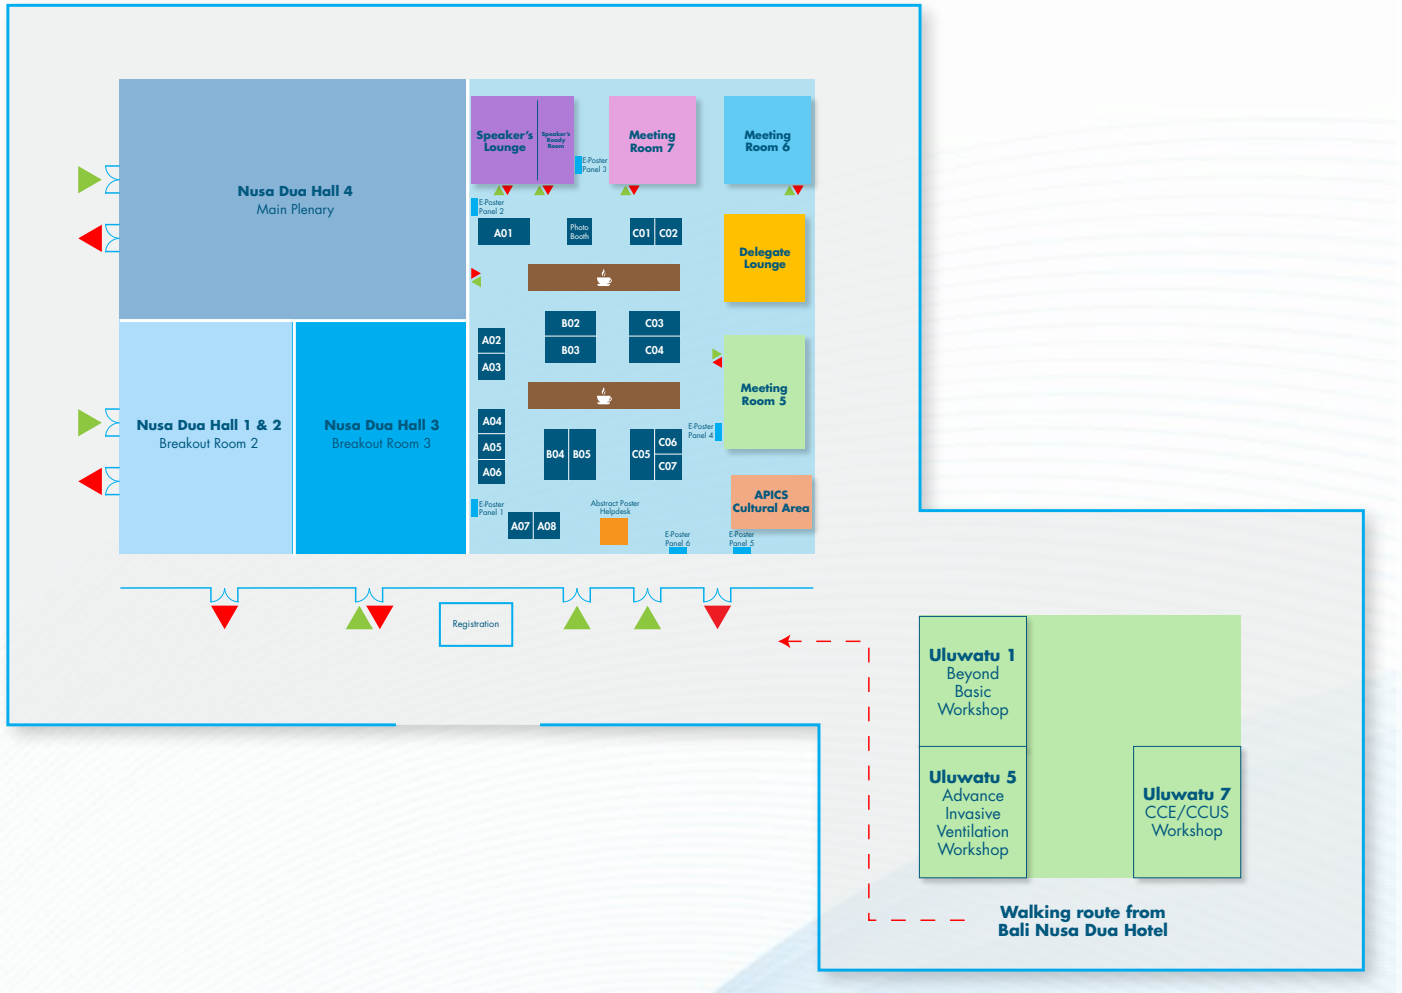 Speaker's
Lounge
Speaker's
Ready
Room
E-Poster
Panel 3
Meeting
Room 7
Meeting
Room 6
Nusa Dua Hall 4
Main Plenary
E-Poster
Panel 2
A01
Photo
Booth
C01
C02
Delegate
Lounge
B02
B03
C03
C04
A02
A03
Meeting
Room 5
Nusa Dua Hall 1 & 2
Breakout Room 2
Nusa Dua Hall 3
Breakout Room 3
A04
A05
A06
B04
B05
C05
C06
C07
E-Poster
Panel 4
APICS
Cultural Area
E-Poster
Panel 1
A07
A08
Abstract Poster
Helpdesk
E-Poster
Panel 6
E-Poster
Panel 5
Registration
Uluwatu 1
Beyond
Basic
Workshop
Uluwatu 5
Advance
Invasive
Ventilation
Workshop
Uluwatu 7
CCE/CCUS
Workshop
Walking route from
Bali Nusa Dua Hotel